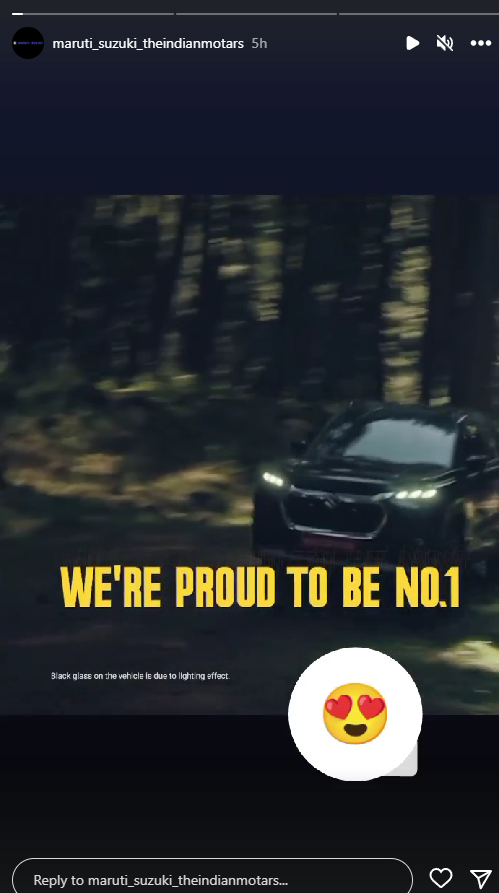 maruti_suzuki_theindianmotars 5h
WE'RE PROUD TO BE NO.1
Black glass on the vehicle is due to lighting effect.
Reply to maruti_suzuki_theindianmotars...